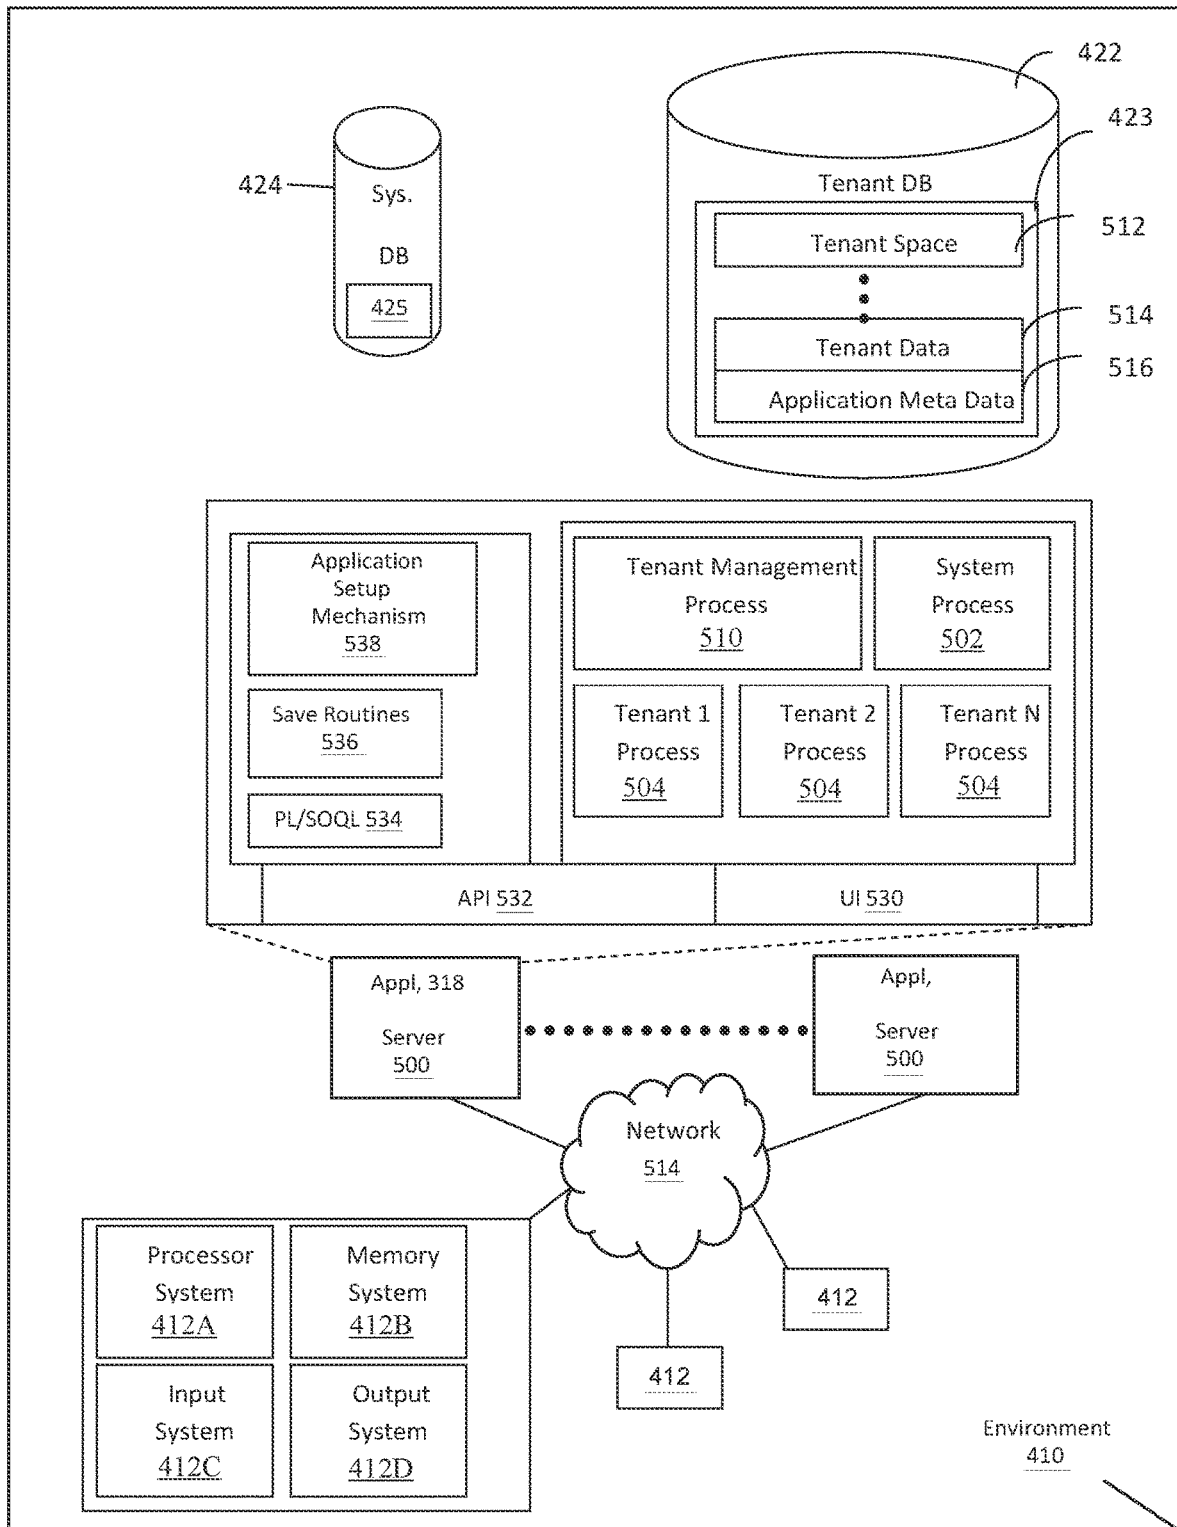 422
423
Tenant DB
424
Sys.
DB
425
Tenant Space
512
514
Tenant Data
516
Application Meta Data
Application
Setup
Mechanism
538
Tenant Management
Process
510
System
Process
502
Save Routines
536
Tenant 1
Process
504
Tenant 2
Process
504
Tenant N
Process
504
PL/SOQL 534
API 532
UI 530
Appl, 318
Server
500
Appl,
Server
500
Network
514
Processor
System
412A
Memory
System
412B
Input
System
412C
Output
System
412D
412
412
Environment
410